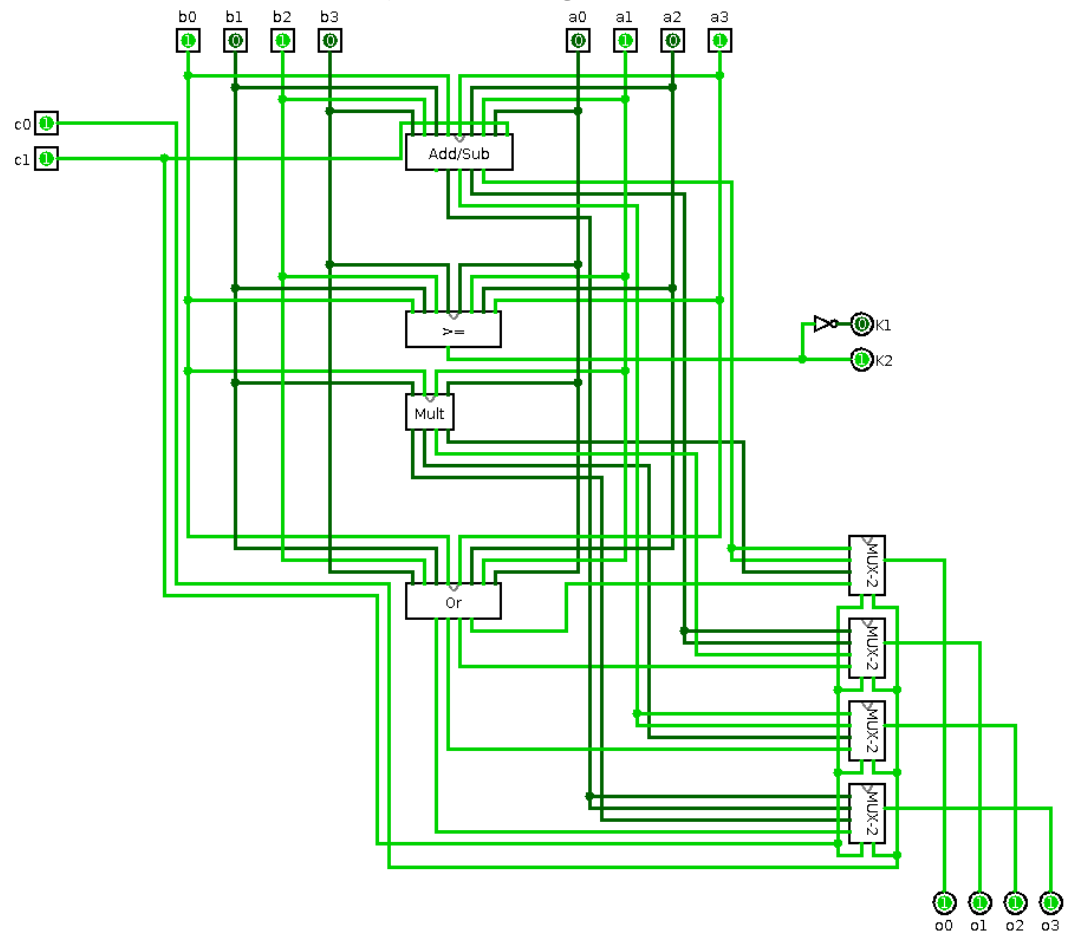 b0 b1 b2 b3 a0 a1 a2 a3
1 0 1 0 0 1 0 1
c0 1
c1 1
Add/Sub
>=
0 K1
1 K2
Mult
Or
MUX-2
MUX-2
MUX-2
MUX-2
1 1 1 1
o0 o1 o2 o3